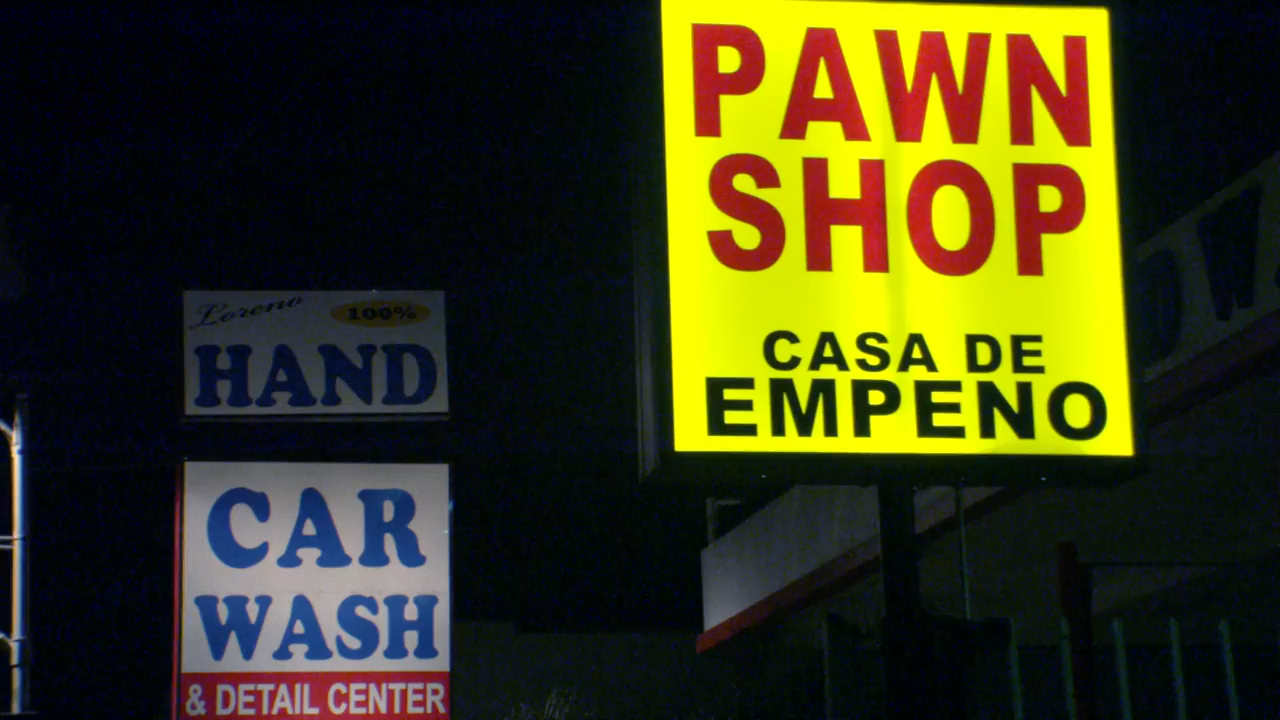 PAWN
SHOP
CASA DE
EMPENO
Loreno 100%
HAND
CAR
WASH
& DETAIL CENTER